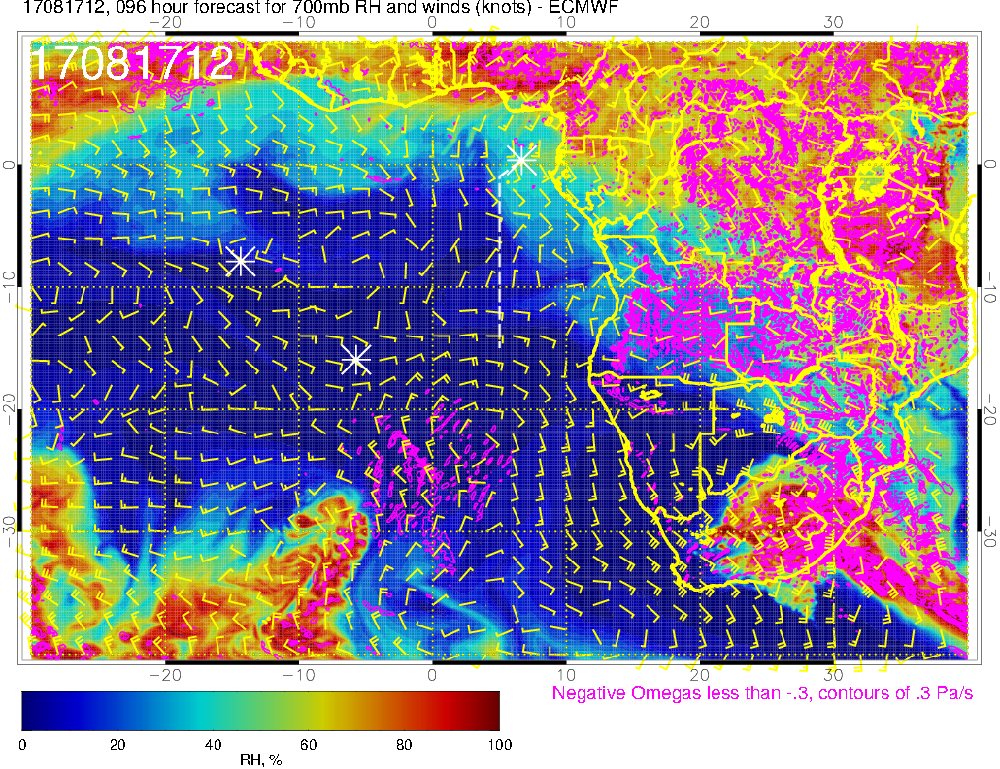 17081712, 096 hour forecast for 700mb RH and winds (knots) - ECMWF
−20 −10 0 10 20 30
17081712
0 0
−10 −10
−20 −20
−30 −30
−20 −10 0 10 20 30
Negative Omegas less than -.3, contours of .3 Pa/s
0 20 40 60 80 100
RH, %